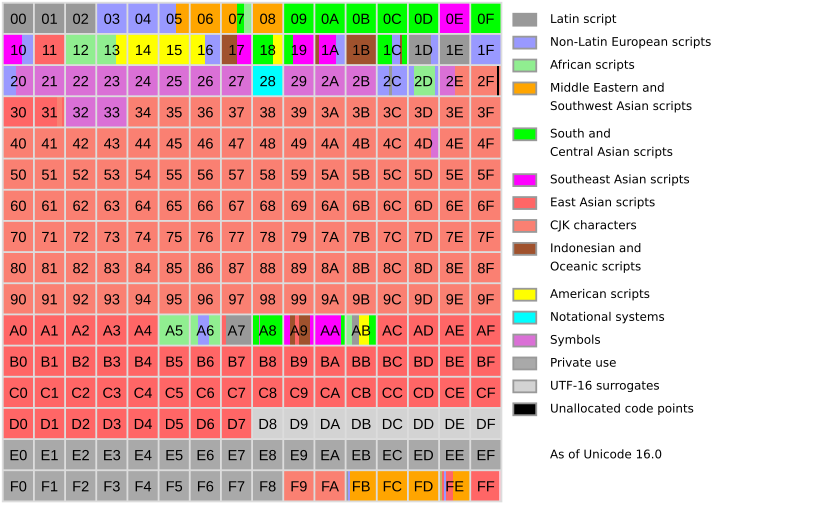 00 01 02 03 04 05 06 07 08 09 0A 0B 0C 0D 0E 0F
10 11 12 13 14 15 16 17 18 19 1A 1B 1C 1D 1E 1F
20 21 22 23 24 25 26 27 28 29 2A 2B 2C 2D 2E 2F
30 31 32 33 34 35 36 37 38 39 3A 3B 3C 3D 3E 3F
40 41 42 43 44 45 46 47 48 49 4A 4B 4C 4D 4E 4F
50 51 52 53 54 55 56 57 58 59 5A 5B 5C 5D 5E 5F
60 61 62 63 64 65 66 67 68 69 6A 6B 6C 6D 6E 6F
70 71 72 73 74 75 76 77 78 79 7A 7B 7C 7D 7E 7F
80 81 82 83 84 85 86 87 88 89 8A 8B 8C 8D 8E 8F
90 91 92 93 94 95 96 97 98 99 9A 9B 9C 9D 9E 9F
A0 A1 A2 A3 A4 A5 A6 A7 A8 A9 AA AB AC AD AE AF
B0 B1 B2 B3 B4 B5 B6 B7 B8 B9 BA BB BC BD BE BF
C0 C1 C2 C3 C4 C5 C6 C7 C8 C9 CA CB CC CD CE CF
D0 D1 D2 D3 D4 D5 D6 D7 D8 D9 DA DB DC DD DE DF
E0 E1 E2 E3 E4 E5 E6 E7 E8 E9 EA EB EC ED EE EF
F0 F1 F2 F3 F4 F5 F6 F7 F8 F9 FA FB FC FD FE FF
Latin script
Non-Latin European scripts
African scripts
Middle Eastern and
Southwest Asian scripts
South and
Central Asian scripts
Southeast Asian scripts
East Asian scripts
CJK characters
Indonesian and
Oceanic scripts
American scripts
Notational systems
Symbols
Private use
UTF-16 surrogates
Unallocated code points
As of Unicode 16.0